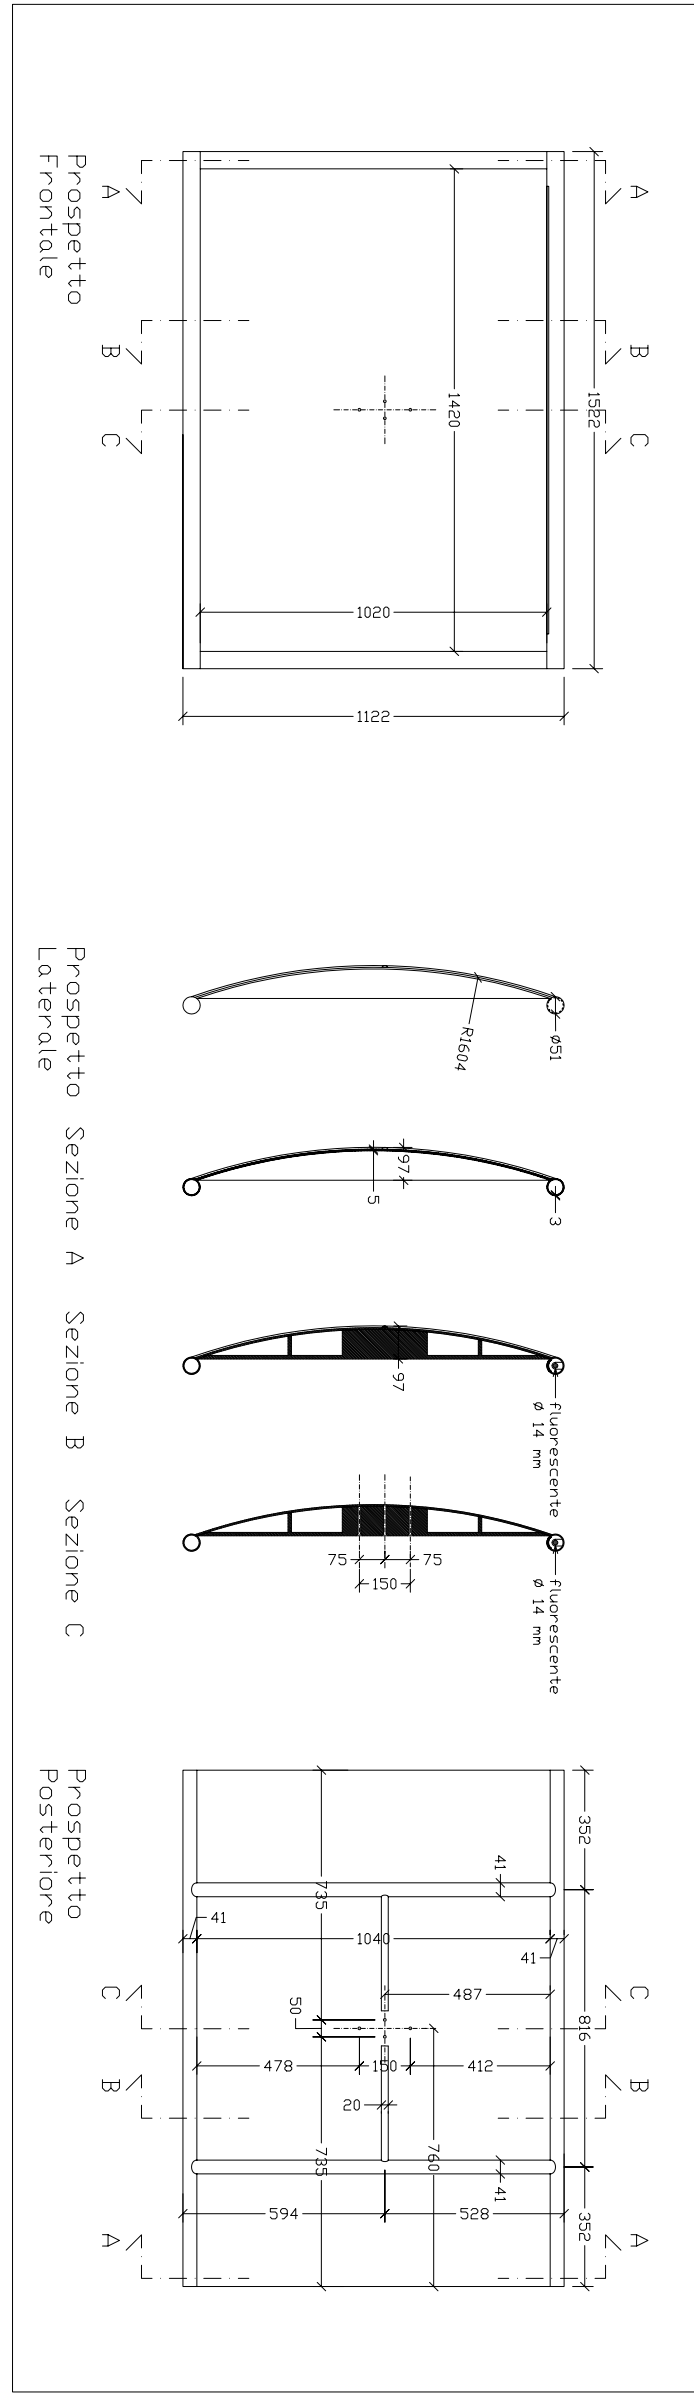 Prospetto
Frontale
A
A
B
B
C
C
1420
1522
1020
1122
Prospetto
Laterale
R1604
ø51
Sezione A
97
5
3
Sezione B
97
fluorescente
ø 14 mm
Sezione C
75
75
150
fluorescente
ø 14 mm
Prospetto
Posteriore
352
41
735
41
1040
41
487
C
C
50
816
478
150
412
B
B
20
735
760
41
594
528
352
A
A